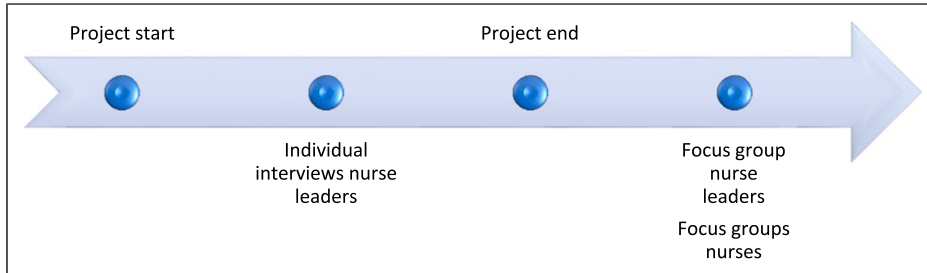 Project start
Project end
Individual
interviews nurse
leaders
Focus group
nurse
leaders
Focus groups
nurses